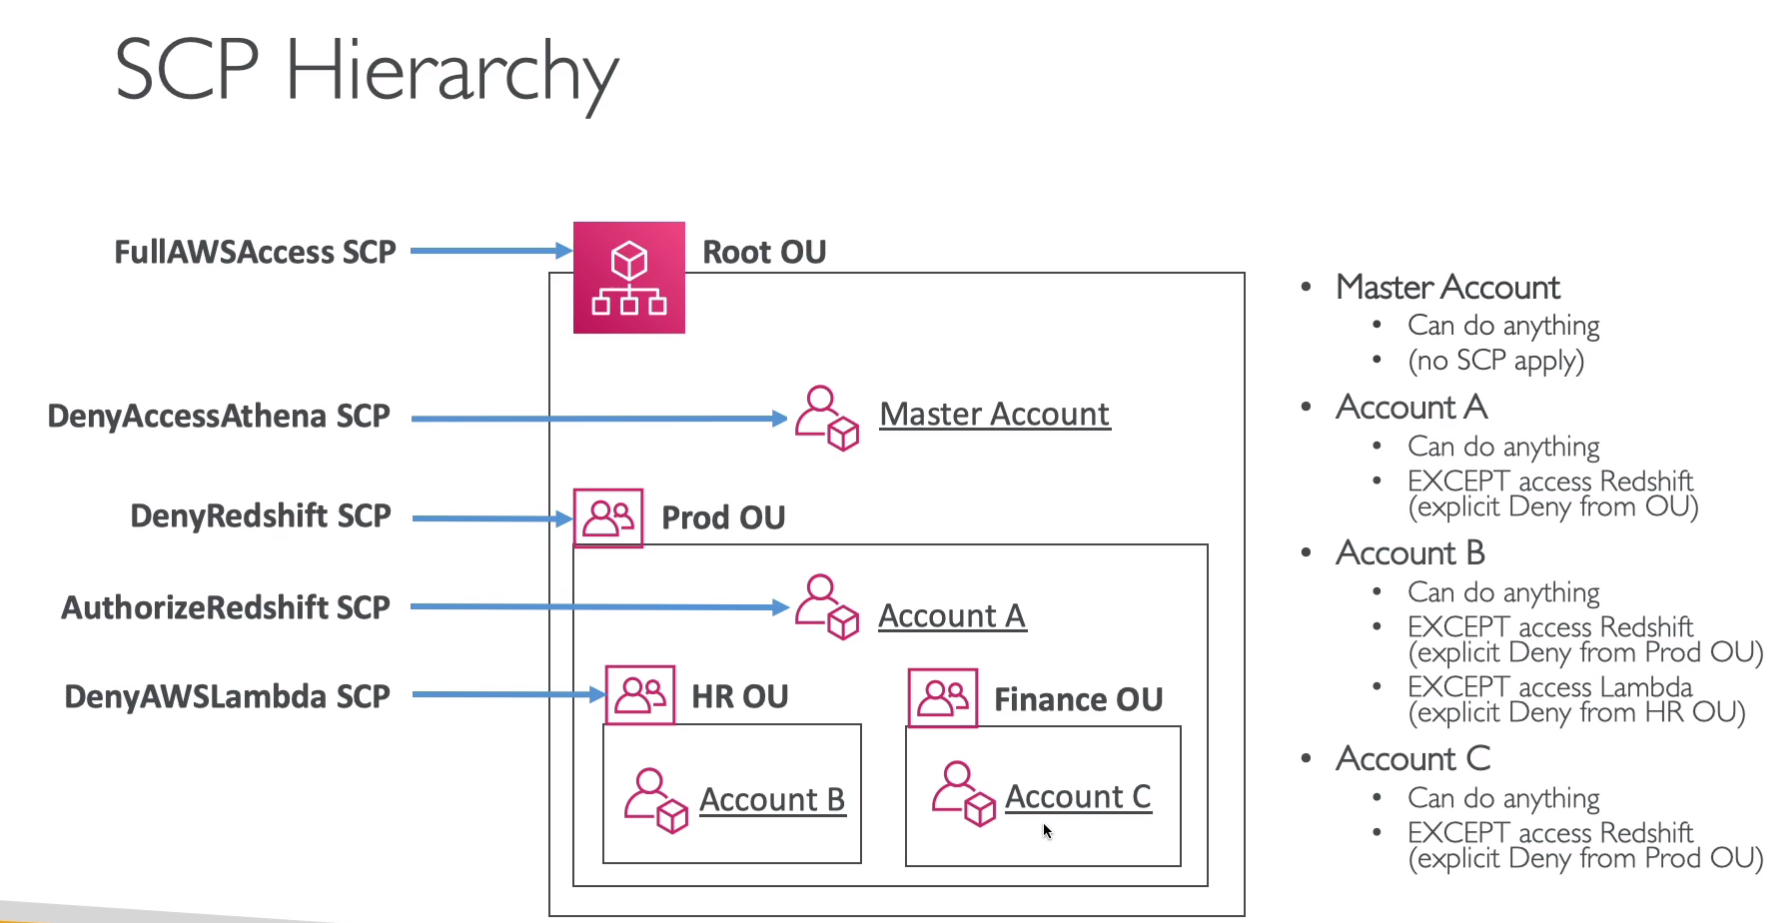 SCP Hierarchy
FullAWSAccess SCP
Root OU
DenyAccessAthena SCP
Master Account
DenyRedshift SCP
Prod OU
AuthorizeRedshift SCP
Account A
DenyAWSLambda SCP
HR OU
Finance OU
Account B
Account C
• Master Account
• Can do anything
• (no SCP apply)
• Account A
• Can do anything
• EXCEPT access Redshift
(explicit Deny from OU)
• Account B
• Can do anything
• EXCEPT access Redshift
(explicit Deny from Prod OU)
• EXCEPT access Lambda
(explicit Deny from HR OU)
• Account C
• Can do anything
• EXCEPT access Redshift
(explicit Deny from Prod OU)